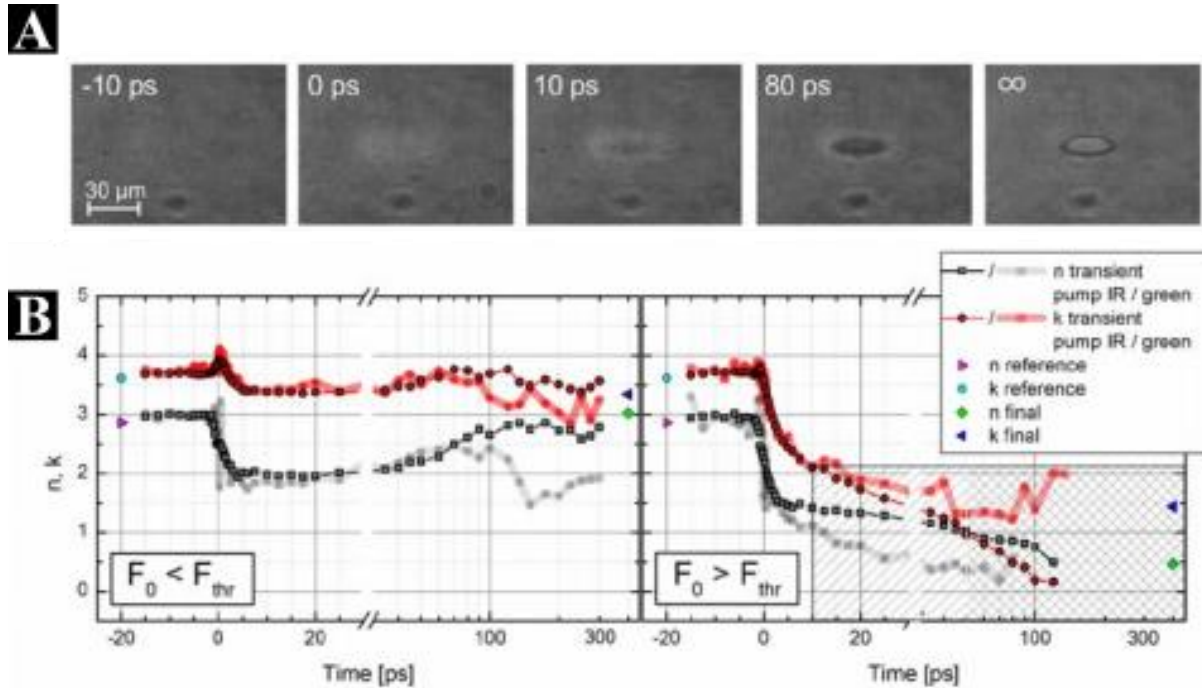 A
-10 ps
0 ps
10 ps
80 ps
∞
30 µm
B
n transient
pump IR / green
k transient
pump IR / green
n reference
k reference
n final
k final
5
4
3
2
1
0
n, k
F0 < Fthr
F0 > Fthr
-20 0 20 100 300
-20 0 20 100 300
Time [ps]
Time [ps]